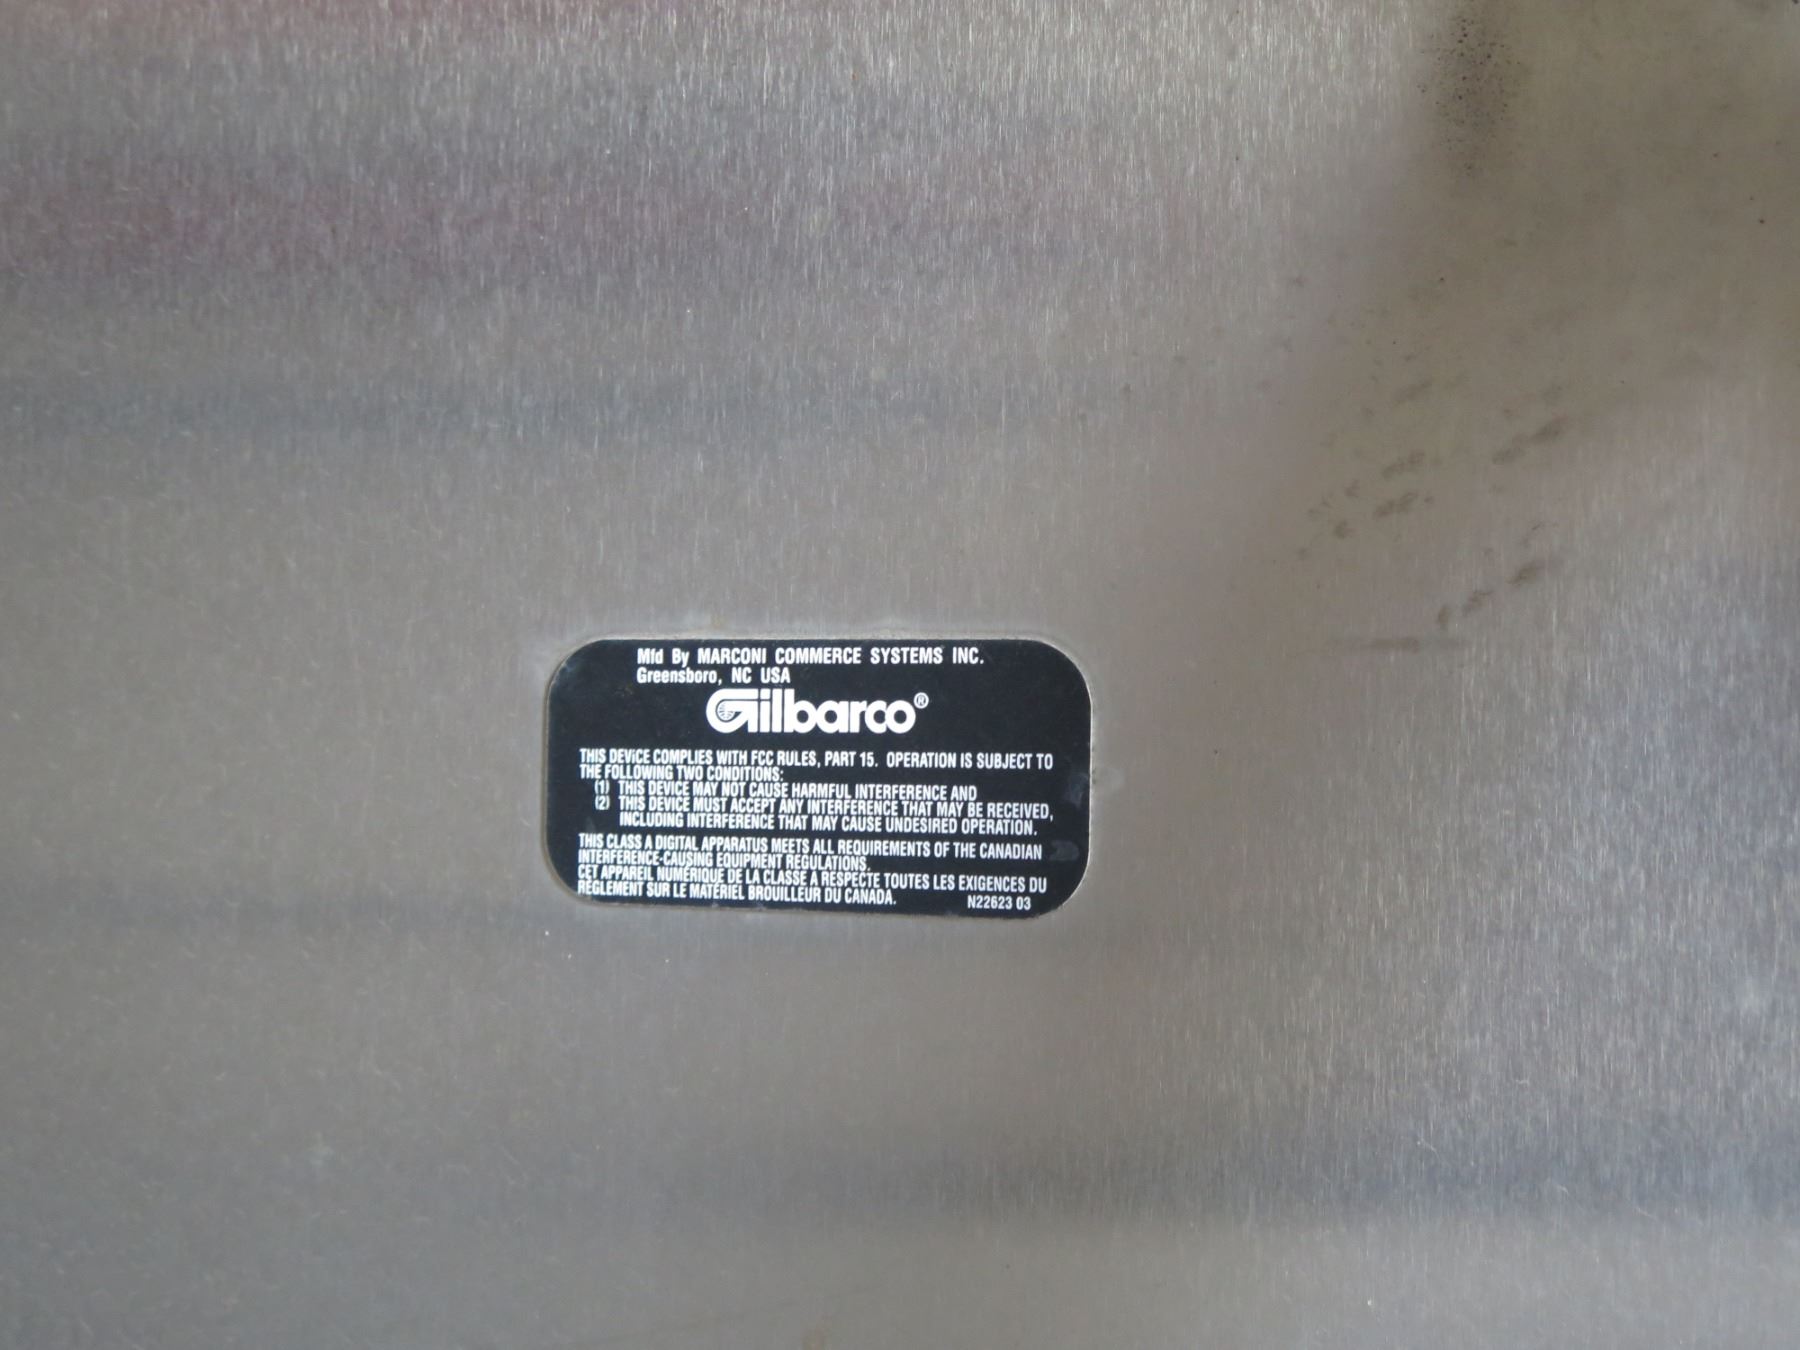 Mfd By MARCONI COMMERCE SYSTEMS INC.
Greensboro, NC USA
Gilbarco®
THIS DEVICE COMPLIES WITH FCC RULES, PART 15. OPERATION IS SUBJECT TO
THE FOLLOWING TWO CONDITIONS:
(1) THIS DEVICE MAY NOT CAUSE HARMFUL INTERFERENCE AND
(2) THIS DEVICE MUST ACCEPT ANY INTERFERENCE THAT MAY BE RECEIVED,
INCLUDING INTERFERENCE THAT MAY CAUSE UNDESIRED OPERATION.
THIS CLASS A DIGITAL APPARATUS MEETS ALL REQUIREMENTS OF THE CANADIAN
INTERFERENCE-CAUSING EQUIPMENT REGULATIONS.
CET APPAREIL NUMÉRIQUE DE LA CLASSE A RESPECTE TOUTES LES EXIGENCES DU
RÈGLEMENT SUR LE MATÉRIEL BROUILLEUR DU CANADA.
N22623 03